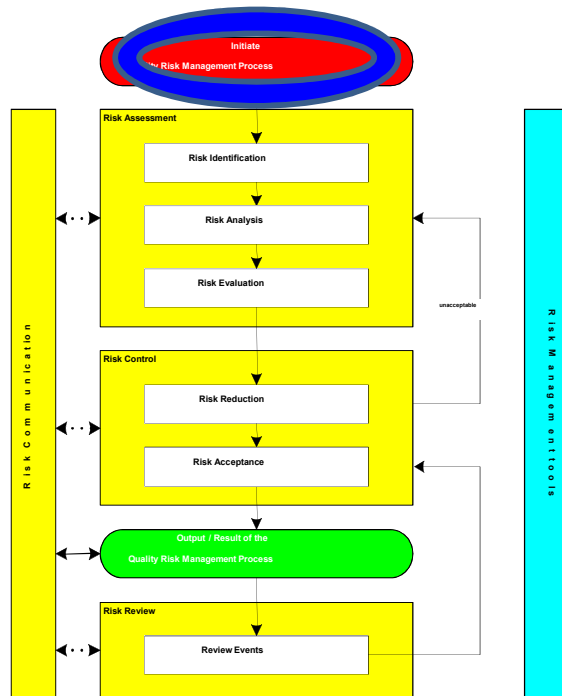 Initiate
Risk Management Process
Risk Assessment
Risk Identification
Risk Analysis
Risk Evaluation
unacceptable
Risk Control
Risk Reduction
Risk Acceptance
Output / Result of the
Quality Risk Management Process
Risk Review
Review Events
Risk Communication
Risk Management tools